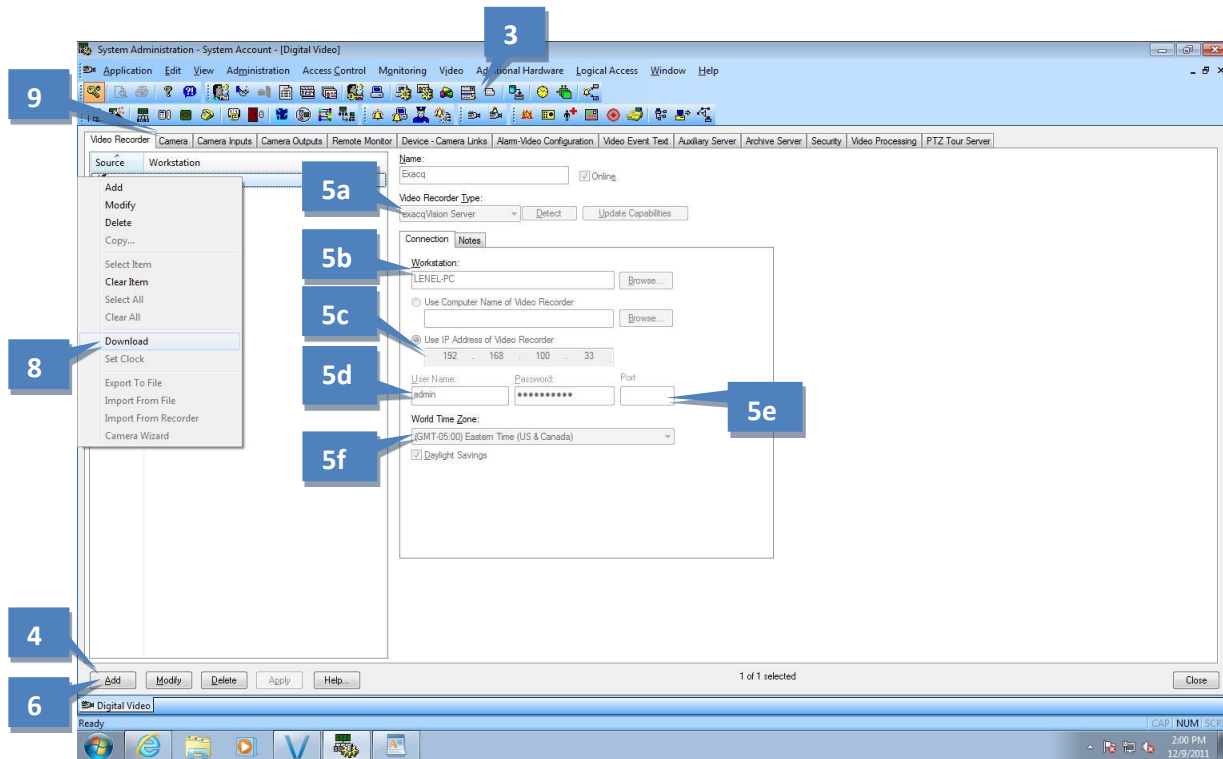 3
System Administration - System Account - [Digital Video]
Application Edit View Administration Access Control Monitoring Video Additional Hardware Logical Access Window Help
9
Video Recorder Camera Camera Inputs Camera Outputs Remote Monitor Device - Camera Links Alarm-Video Configuration Video Event Text Auxiliary Server Archive Server Security Video Processing PTZ Tour Server
Source Workstation
Add
Modify
Delete
Copy...
Select Item
Clear Item
Select All
Clear All
Download
Set Clock
Export To File
Import From File
Import From Recorder
Camera Wizard
8
Name:
Exacq
Online
5a
Video Recorder Type:
exacqVision Server Detect Update Capabilities
Connection Notes
5b
Workstation:
LENEL-PC Browse...
Use Computer Name of Video Recorder
Browse...
5c
Use IP Address of Video Recorder
192 . 168 . 100 . 33
5d
User Name: Password: Port
admin ••••••••••
5e
World Time Zone:
(GMT-05:00) Eastern Time (US & Canada)
5f
Daylight Savings
4
Add Modify Delete Apply Help...
1 of 1 selected
Close
6
Digital Video
Ready
CAP NUM SCR
2:00 PM
12/9/2011